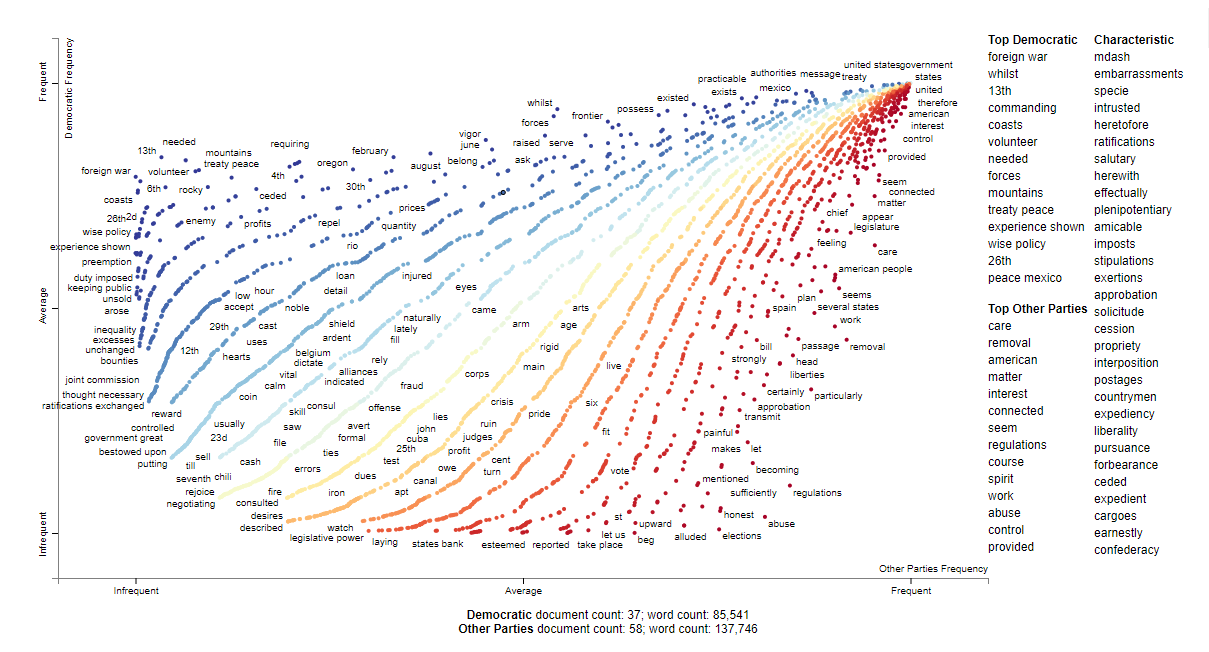 Frequent
Democratic Frequency
Average
Infrequent
united states
government
authorities
message
treaty
states
practicable
mexico
united
existed
exists
whilst
possess
therefore
forces
frontier
american
vigor
interest
june
raised
serve
control
13th
needed
requiring
mountains
treaty peace
oregon
february
august
belong
ask
provided
foreign war
volunteer
4th
6th
rocky
ceded
30th
seem
connected
coasts
matter
26th
2d
enemy
profits
repel
prices
quantity
chief
appear
legislature
wise policy
experience shown
rio
feeling
care
preemption
loan
injured
american people
duty imposed
keeping public
unsold
arose
low
hour
accept
noble
detail
eyes
came
arts
spain
plan
seems
several states
inequality
excesses
unchanged
bounties
29th
cast
uses
shield
ardent
naturally
lately
fill
arm
age
work
12th
hearts
belgium
dictate
rely
rigid
bill
passage
removal
joint commission
vital
calm
alliances
indicated
corps
main
live
strongly
head
liberties
thought necessary
ratifications exchanged
coin
fraud
certainly
particularly
reward
skill
consul
offense
crisis
pride
six
approbation
transmit
controlled
government great
usually
23d
saw
file
avert
formal
lies
john
cuba
ruin
judges
fit
painful
bestowed upon
putting
sell
till
cash
ties
25th
test
profit
makes
let
seventh
chili
errors
dues
owe
cent
turn
vote
becoming
rejoice
negotiating
fire
consulted
iron
apt
canal
mentioned
sufficiently
regulations
desires
described
watch
legislative power
laying
states bank
esteemed
reported
take place
st
let us
upward
beg
alluded
honest
elections
abuse
Other Parties Frequency
Infrequent
Average
Frequent
Democratic document count: 37; word count: 85,541
Other Parties document count: 58; word count: 137,746
Top Democratic
foreign war
whilst
13th
commanding
coasts
volunteer
needed
forces
mountains
treaty peace
experience shown
wise policy
26th
peace mexico
Top Other Parties
care
removal
american
matter
interest
connected
seem
regulations
course
spirit
work
abuse
control
provided
Characteristic
mdash
embarrassments
specie
intrusted
heretofore
ratifications
salutary
herewith
effectually
plenipotentiary
amicable
imposts
stipulations
exertions
approbation
solicitude
cession
propriety
interposition
postages
countrymen
expediency
liberality
pursuance
forbearance
ceded
expedient
cargoes
earnestly
confederacy